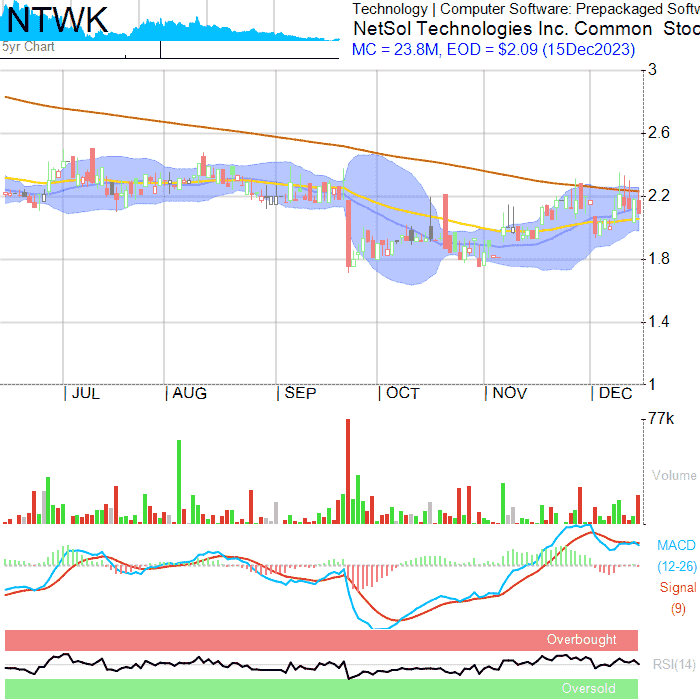 NTWK
5yr Chart
Technology | Computer Software: Prepackaged Softw
NetSol Technologies Inc. Common Stoc
MC = 23.8M, EOD = $2.09 (15Dec2023)
3
2.6
2.2
1.8
1.4
1
JUL AUG SEP OCT NOV DEC
77k
Volume
MACD
(12-26)
Signal
(9)
Overbought
RSI(14)
Oversold